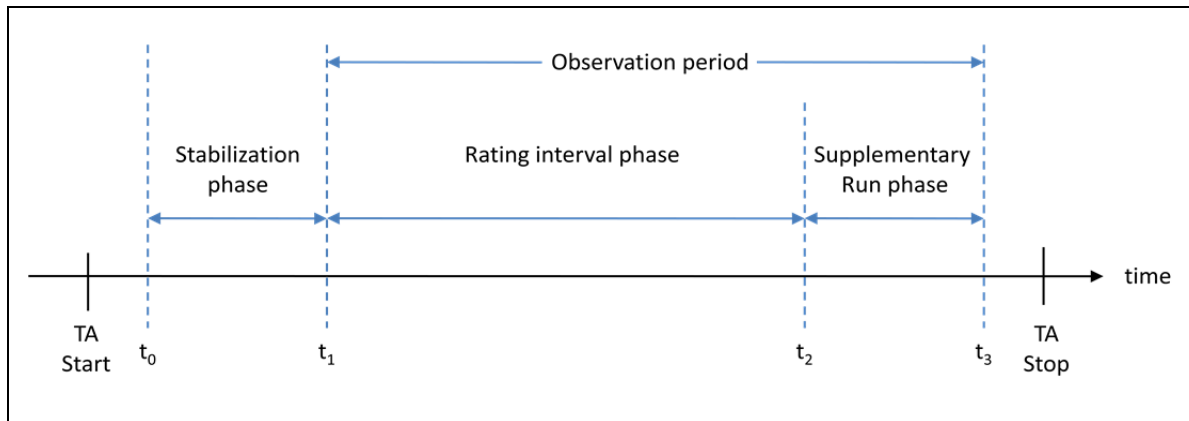 Observation period
Stabilization
phase
Rating interval phase
Supplementary
Run phase
time
TA
Start
t0
t1
t2
t3
TA
Stop